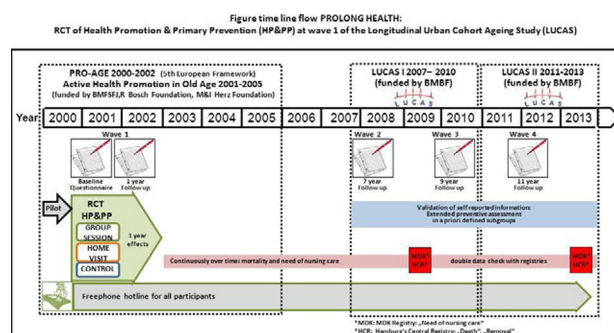 Figure time line flow PROLONG HEALTH:
RCT of Health Promotion & Primary Prevention (HP&PP) at wave 1 of the Longitudinal Urban Cohort Ageing Study (LUCAS)
PRO-AGE 2000-2002 (5th European Framework)
Active Health Promotion in Old Age 2001-2005
(funded by BMFSFJ,R Bosch Foundation, M&I Herz Foundation)
LUCAS I 2007– 2010
(funded by BMBF)
L U C A S
LUCAS II 2011-2013
(funded by BMBF)
L U C A S
Year 2000 2001 2002 2003 2004 2005 2006 2007 2008 2009 2010 2011 2012 2013
Wave 1
Baseline
Questionnaire
1 year
Follow up
Wave 2
7 year
Follow up
Wave 3
9 year
Follow up
Wave 4
11 year
Follow up
Pilot
RCT
HP&PP
GROUP
SESSION
HOME
VISIT
CONTROL
1 year
effects
Validation of self reported information:
Extended preventive assessment
in a priori defined subgroups
Continuously over times mortality and need of nursing care
MDK*
HCR*
double data check with registries
MDK*
HCR*
Freephone hotline for all participants
* MDK: MDK Registry: „Need of nursing care“
*HCR: Hamburg's Central Registry: „Death“, „Removal“